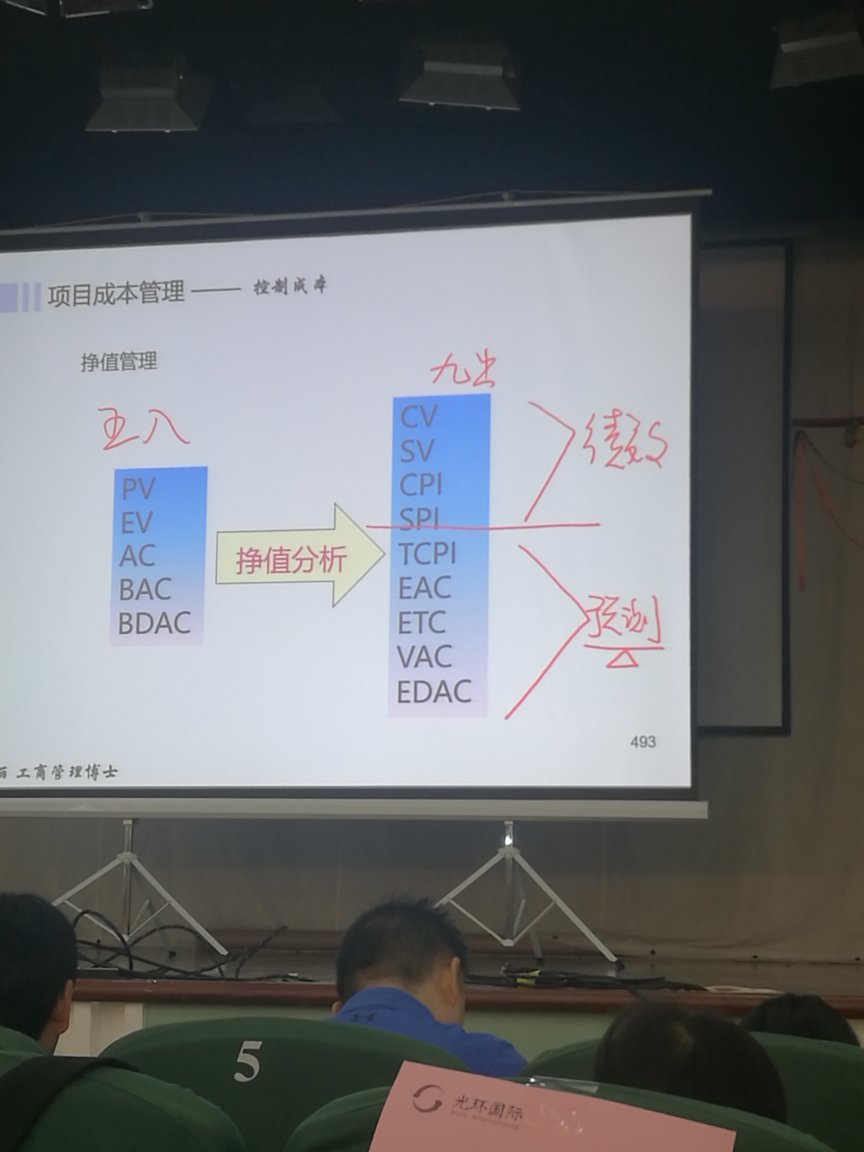 项目成本管理 —— 控制成本
挣值管理
五入
PV
EV
AC
BAC
BDAC
挣值分析
九出
CV
SV
CPI
SPI
TCPI
EAC
ETC
VAC
EDAC
绩效
预测
493
工商管理博士
5
光环国际